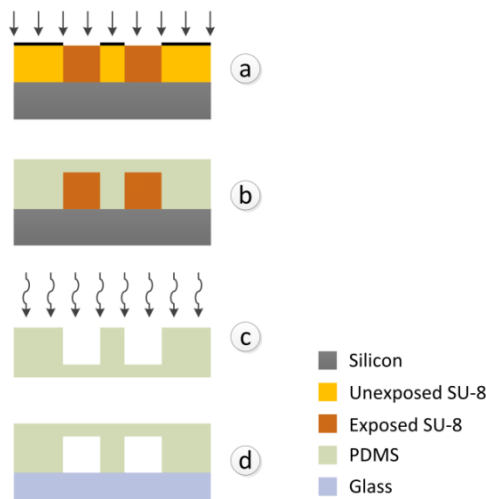 a
b
c
d
Silicon
Unexposed SU-8
Exposed SU-8
PDMS
Glass